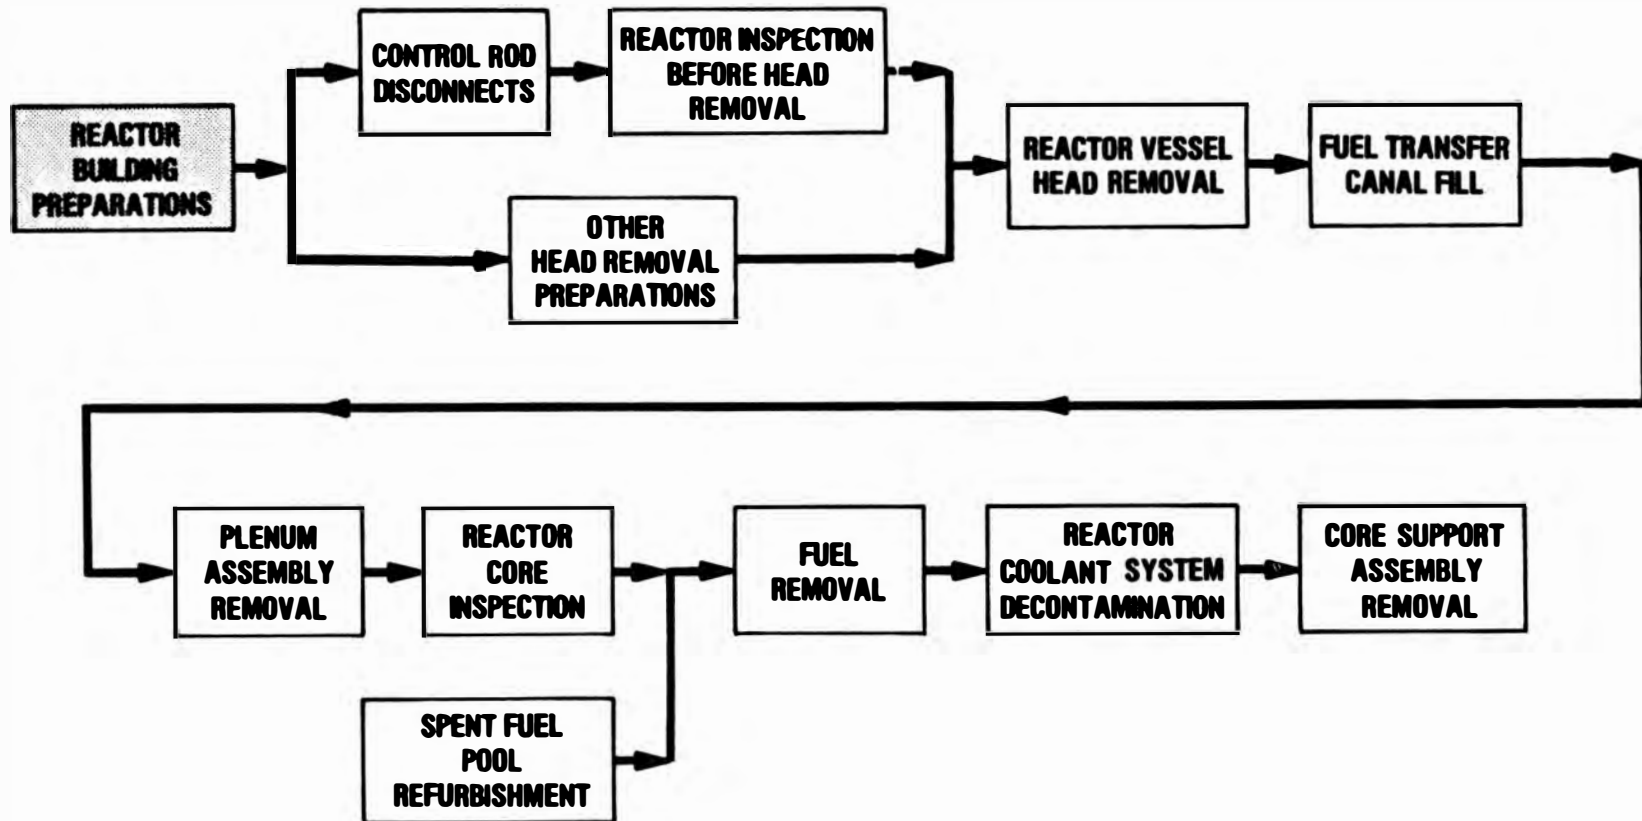 REACTOR
BUILDING
PREPARATIONS
CONTROL ROD
DISCONNECTS
REACTOR INSPECTION
BEFORE HEAD
REMOVAL
OTHER
HEAD REMOVAL
PREPARATIONS
REACTOR VESSEL
HEAD REMOVAL
FUEL TRANSFER
CANAL FILL
PLENUM
ASSEMBLY
REMOVAL
REACTOR
CORE
INSPECTION
SPENT FUEL
POOL
REFURBISHMENT
FUEL
REMOVAL
REACTOR
COOLANT SYSTEM
DECONTAMINATION
CORE SUPPORT
ASSEMBLY
REMOVAL